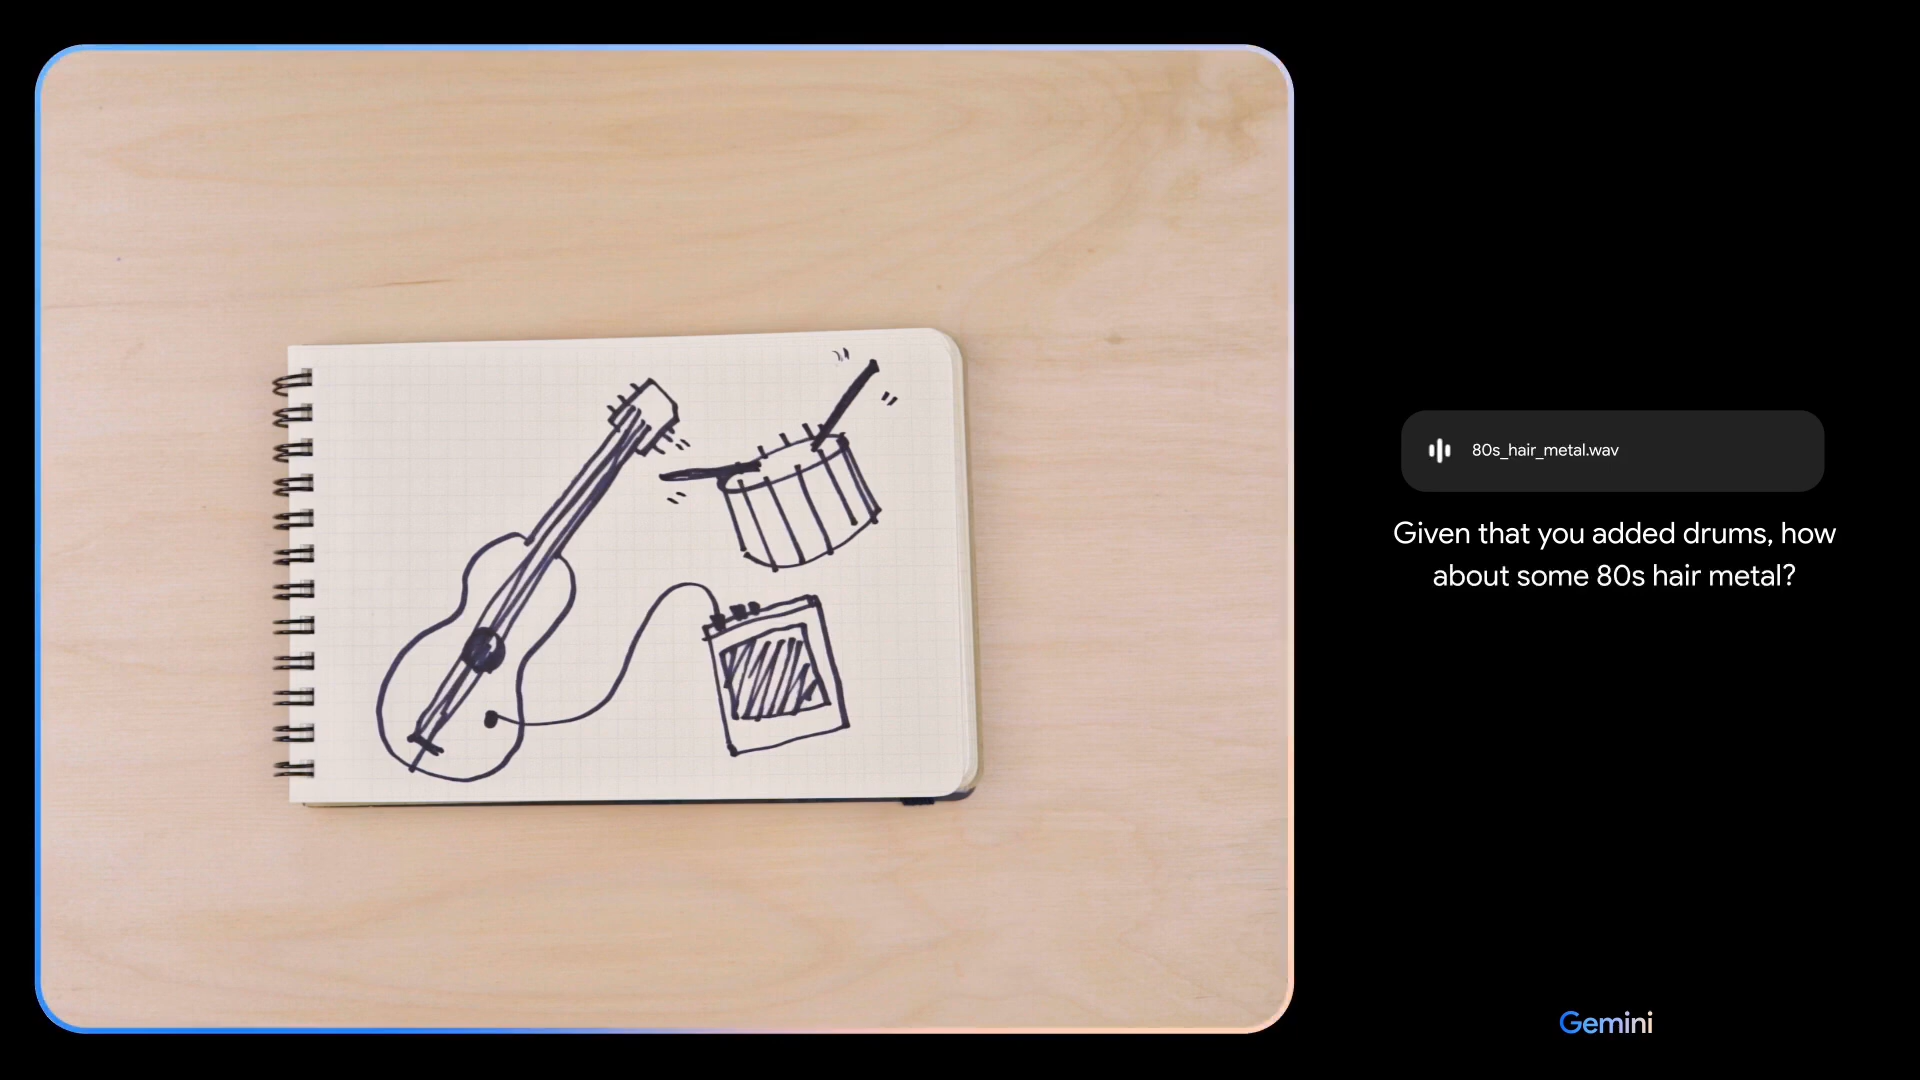 80s_hair_metal.wav
Given that you added drums, how
about some 80s hair metal?
Gemini